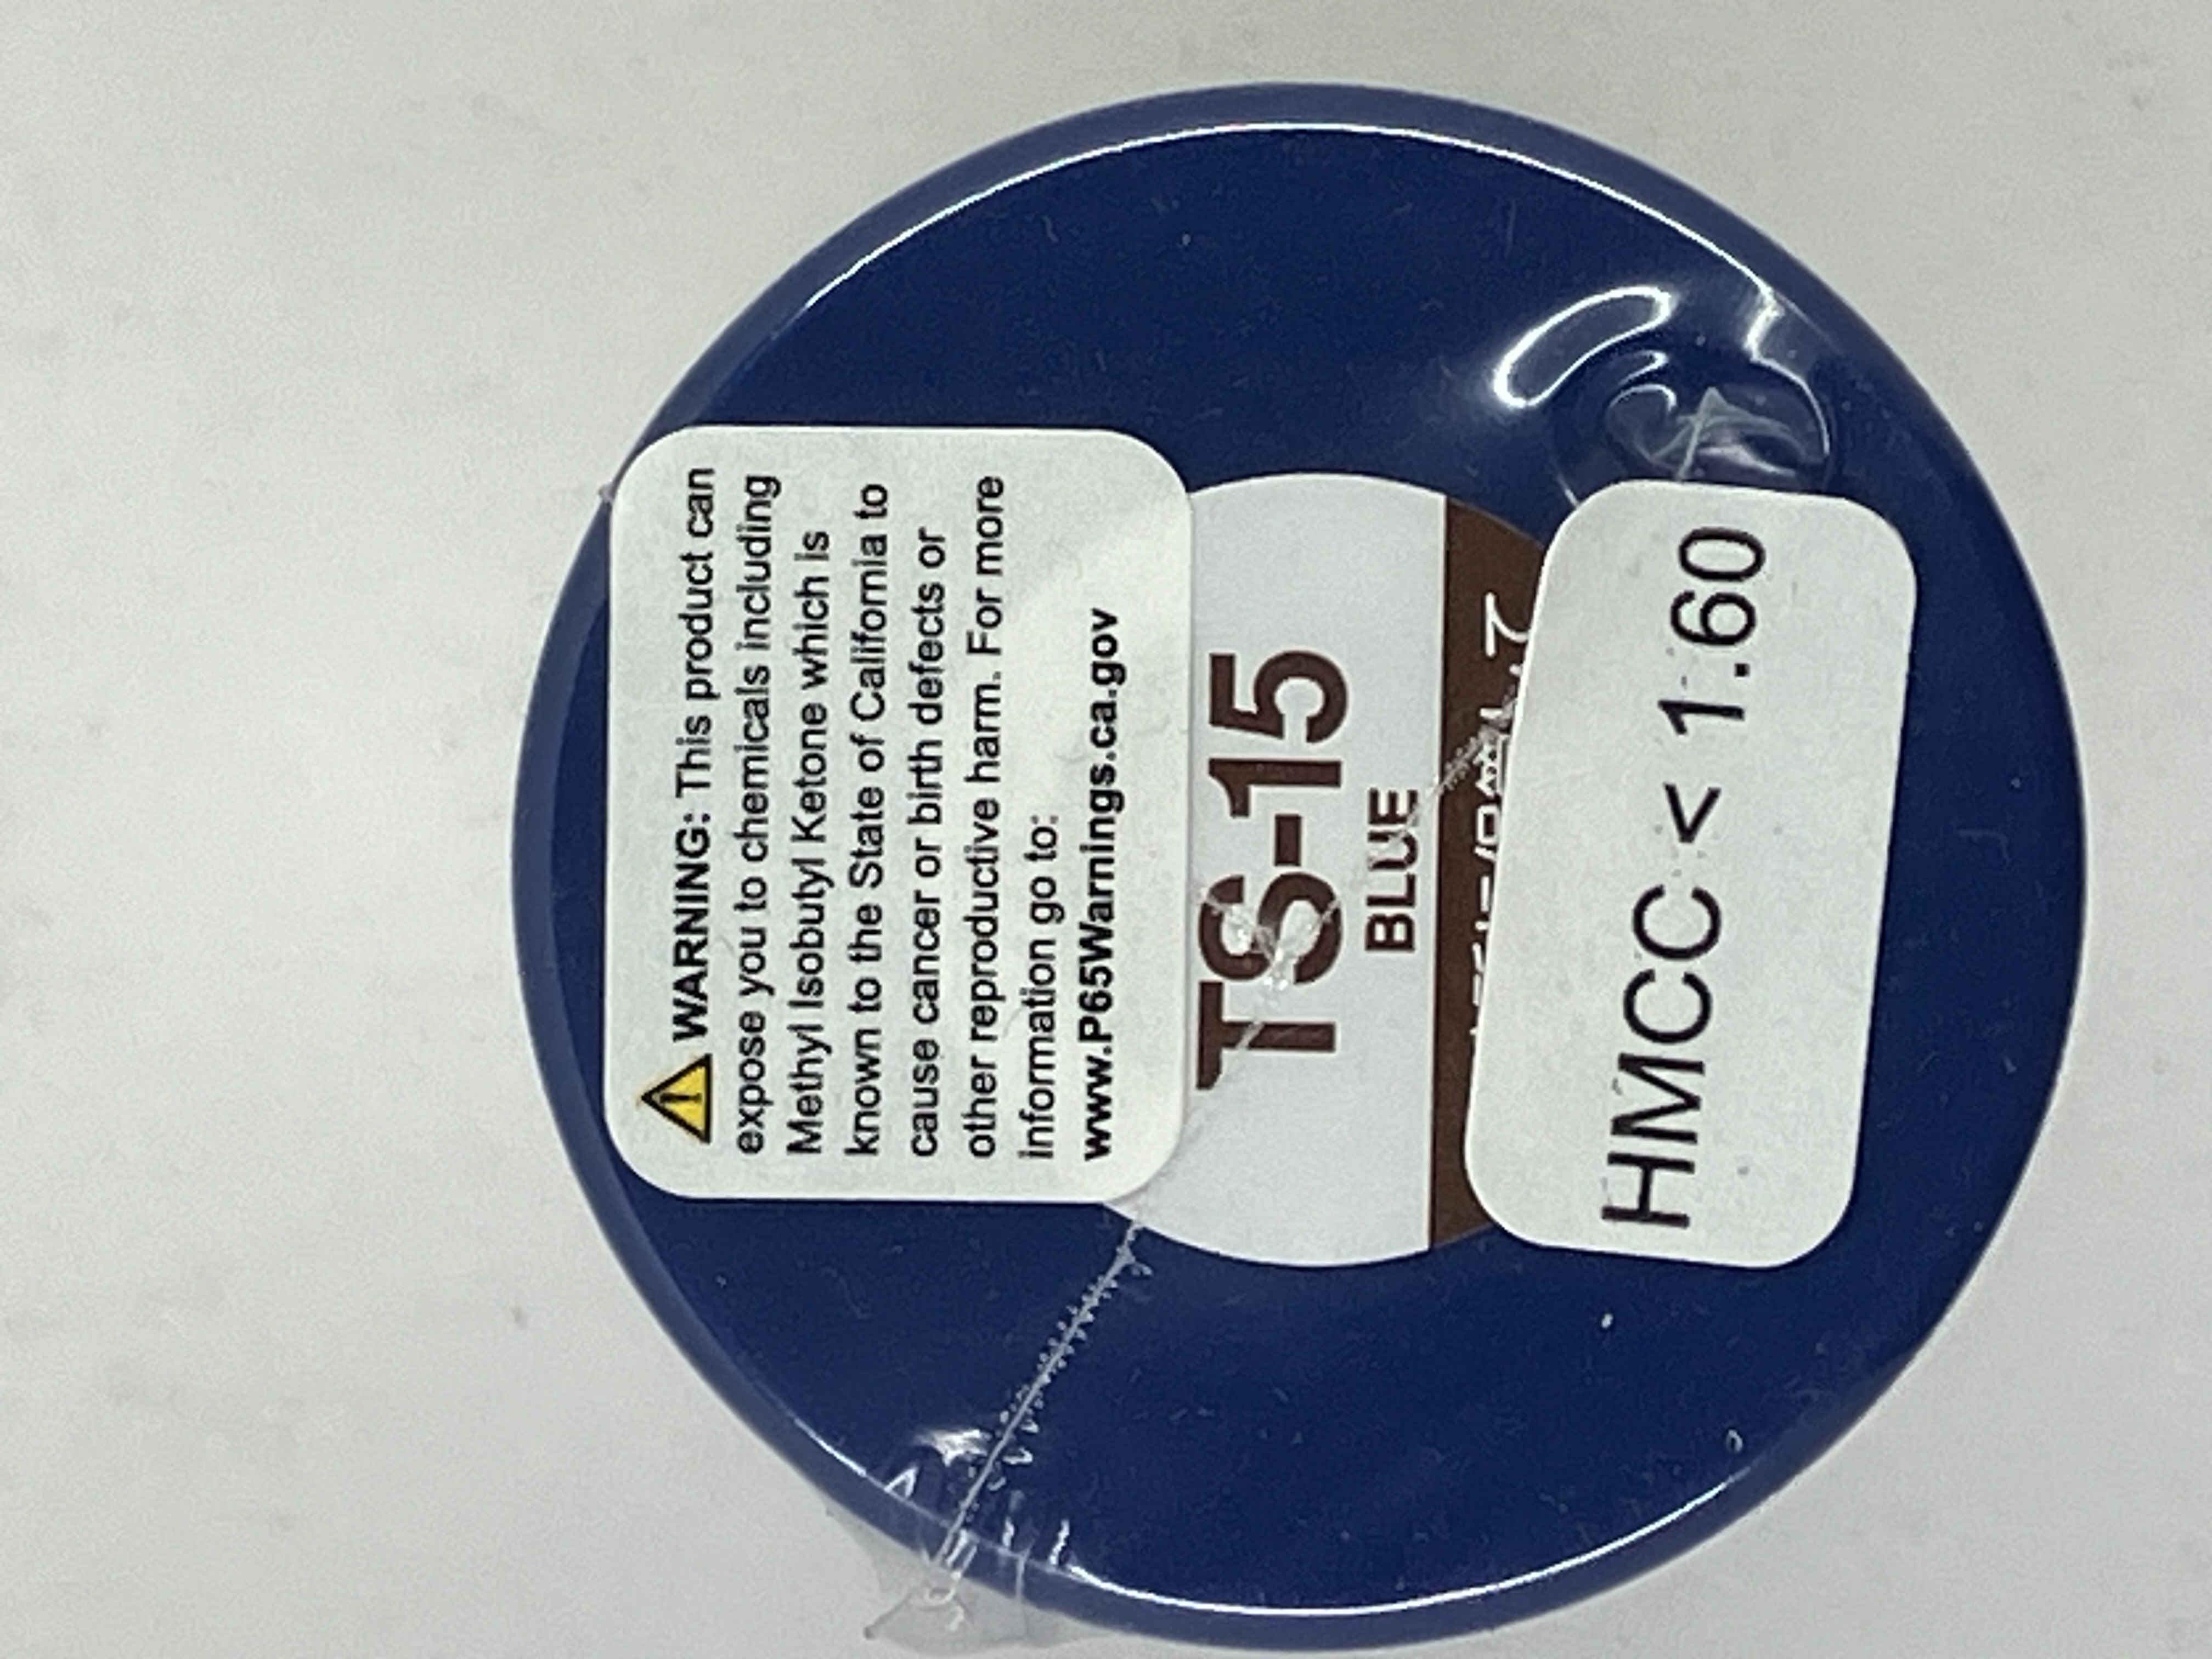 ⚠ WARNING: This product can
expose you to chemicals including
Methyl Isobutyl Ketone which is
known to the State of California to
cause cancer or birth defects or
other reproductive harm. For more
information go to:
www.P65Warnings.ca.gov
TS-15
BLUE
HMCC < 1.60